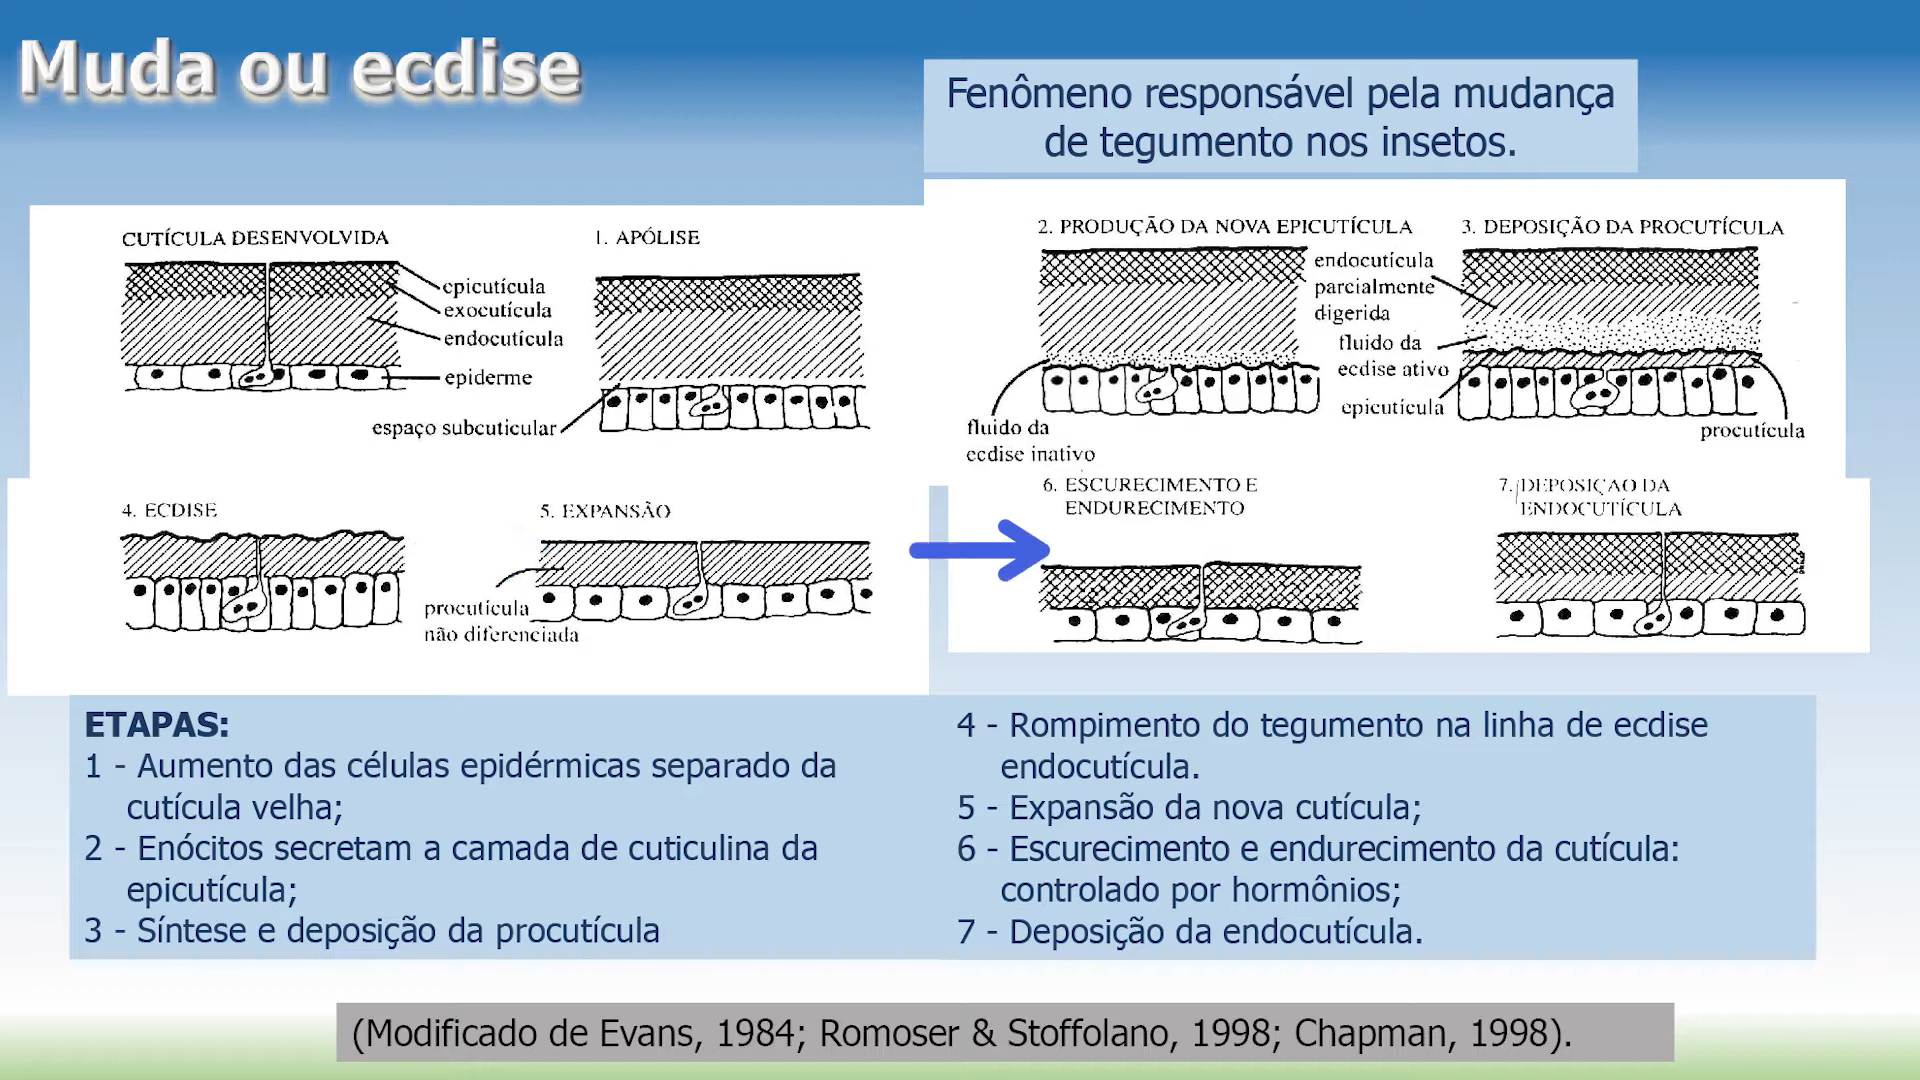 Muda ou ecdise
Fenômeno responsável pela mudança
de tegumento nos insetos.
CUTÍCULA DESENVOLVIDA
epicutícula
exocutícula
endocutícula
epiderme
1. APÓLISE
espaço subcuticular
2. PRODUÇÃO DA NOVA EPICUTÍCULA
fluido da
ecdise inativo
3. DEPOSIÇÃO DA PROCUTÍCULA
endocutícula
parcialmente
digerida
fluido da
ecdise ativo
epicutícula
procutícula
4. ECDISE
5. EXPANSÃO
procutícula
não diferenciada
6. ESCURECIMENTO E
ENDURECIMENTO
7. DEPOSIÇAO DA
ENDOCUTÍCULA
ETAPAS:
1 - Aumento das células epidérmicas separado da
cutícula velha;
2 - Enócitos secretam a camada de cuticulina da
epicutícula;
3 - Síntese e deposição da procutícula
4 - Rompimento do tegumento na linha de ecdise
endocutícula.
5 - Expansão da nova cutícula;
6 - Escurecimento e endurecimento da cutícula:
controlado por hormônios;
7 - Deposição da endocutícula.
(Modificado de Evans, 1984; Romoser & Stoffolano, 1998; Chapman, 1998).